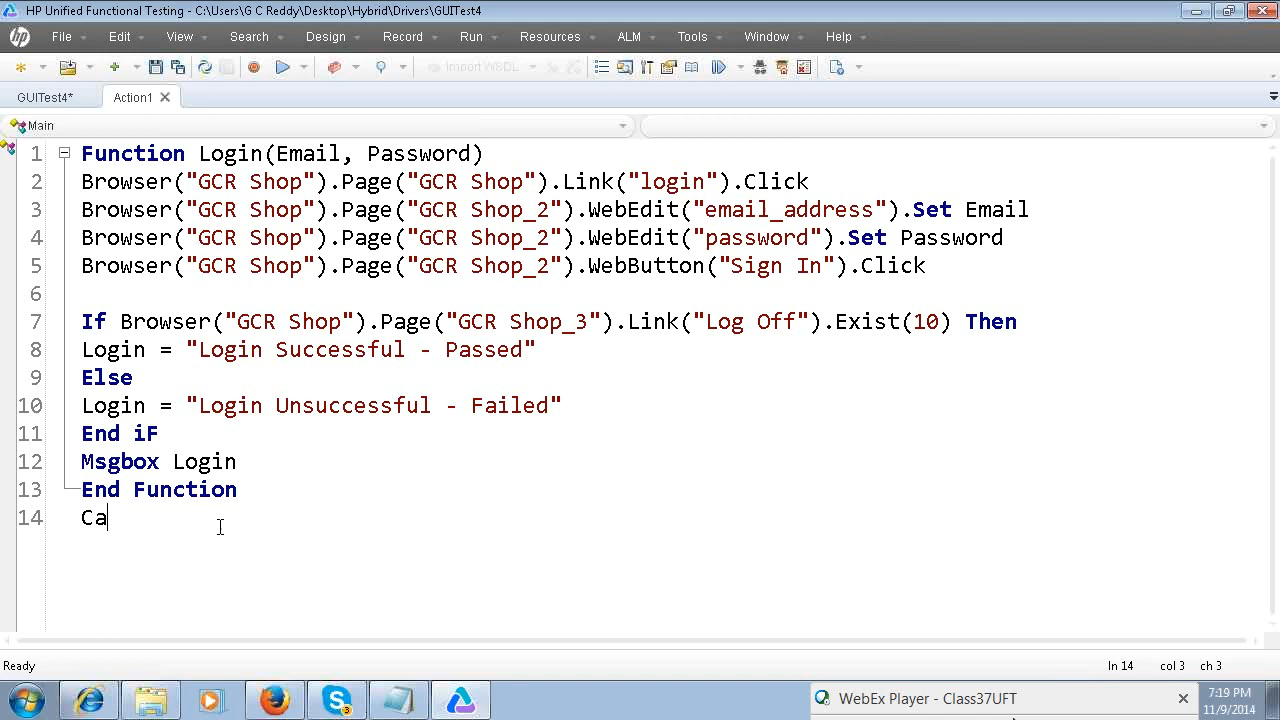 HP Unified Functional Testing - C:\Users\G C Reddy\Desktop\Hybrid\Drivers\GUITest4
hp File Edit View Search Design Record Run Resources ALM Tools Window Help
Import WSDL
GUITest4* Action1
Main
1 Function Login(Email, Password)
2 Browser("GCR Shop").Page("GCR Shop").Link("login").Click
3 Browser("GCR Shop").Page("GCR Shop_2").WebEdit("email_address").Set Email
4 Browser("GCR Shop").Page("GCR Shop_2").WebEdit("password").Set Password
5 Browser("GCR Shop").Page("GCR Shop_2").WebButton("Sign In").Click
6
7 If Browser("GCR Shop").Page("GCR Shop_3").Link("Log Off").Exist(10) Then
8 Login = "Login Successful - Passed"
9 Else
10 Login = "Login Unsuccessful - Failed"
11 End iF
12 Msgbox Login
13 End Function
14 Ca
Ready ln 14 col 3 ch 3
S 3 WebEx Player - Class37UFT 7:19 PM
11/9/2014